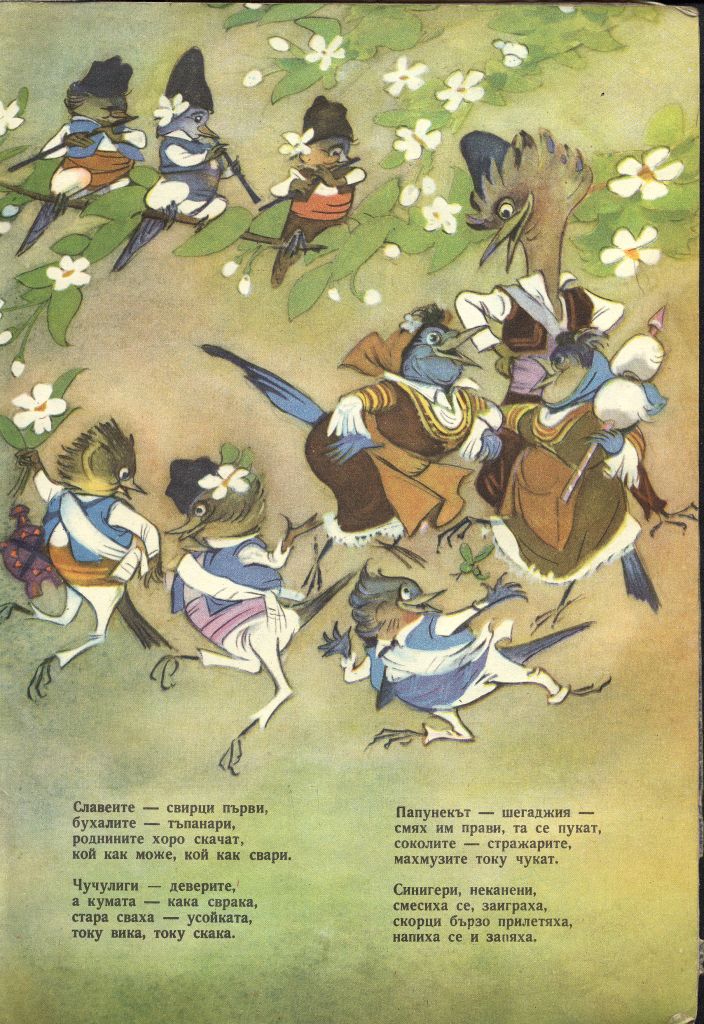 Славеите — свирци първи,
бухалите — тъпанари,
роднините хоро скачат,
кой как може, кой как свари.
Чучулиги — деверите,
а кумата — кака сврака,
стара сваха — усойката,
току вика, току скака.
Папунекът — шегаджия —
смях им прави, та се пукат,
соколите — стражарите,
махмузите току чукат.
Синигери, неканени,
смесиха се, заиграха,
скорци бързо прилетяха,
напиха се и запяха.